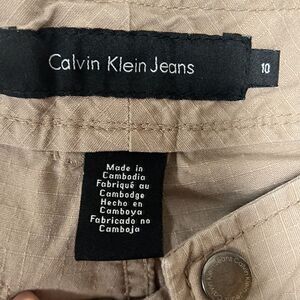 Calvin Klein Jeans
10
Made in
Cambodia
Fabriqué au
Cambodge
Hecho en
Camboya
Fabricado no
Camboja